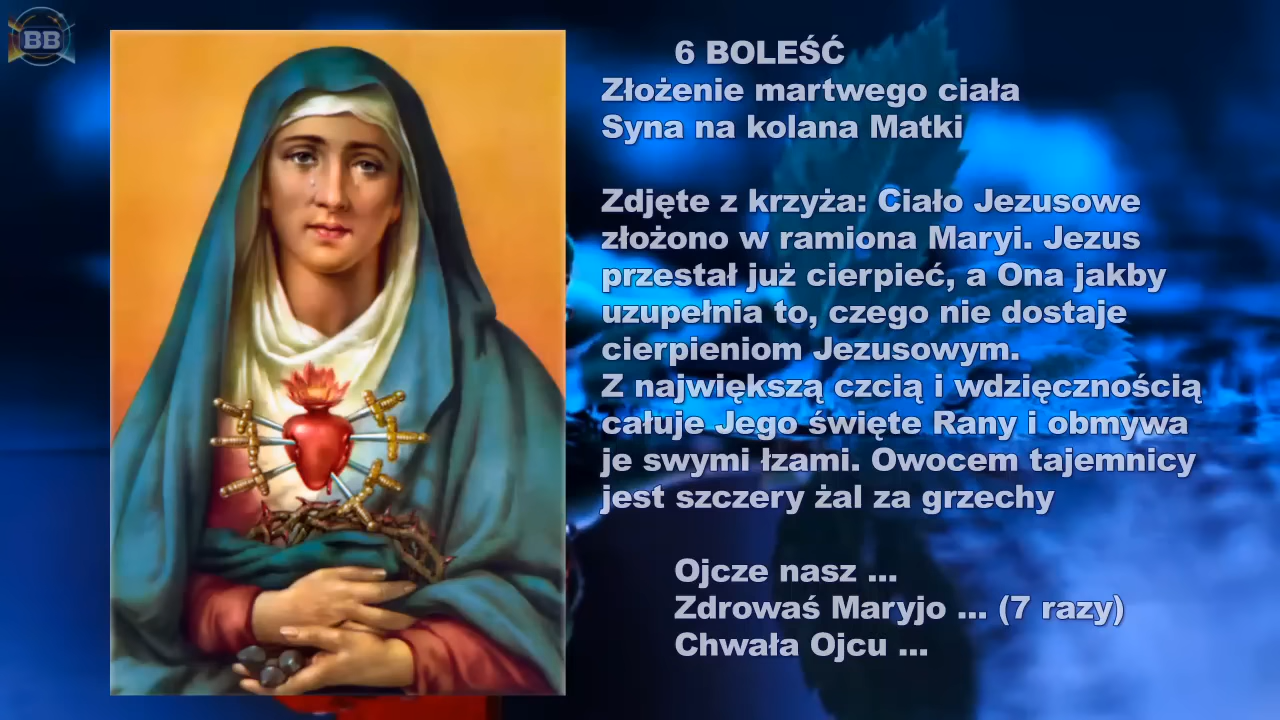 BB
6 BOLEŚĆ
Złożenie martwego ciała
Syna na kolana Matki
Zdjęte z krzyża: Ciało Jezusowe
złożono w ramiona Maryi. Jezus
przestał już cierpieć, a Ona jakby
uzupełnia to, czego nie dostaje
cierpieniom Jezusowym.
Z największą czcią i wdzięcznością
całuje Jego święte Rany i obmywa
je swymi łzami. Owocem tajemnicy
jest szczery żal za grzechy
Ojcze nasz ...
Zdrowaś Maryjo ... (7 razy)
Chwała Ojcu ...